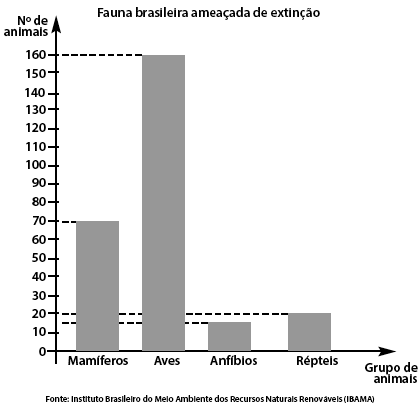 Fauna brasileira ameaçada de extinção
Nº de
animais
160
150
140
130
120
110
100
90
80
70
60
50
40
30
20
10
0
Mamíferos Aves Anfíbios Répteis
Grupo de
animais
Fonte: Instituto Brasileiro do Meio Ambiente dos Recursos Naturais Renováveis (IBAMA)